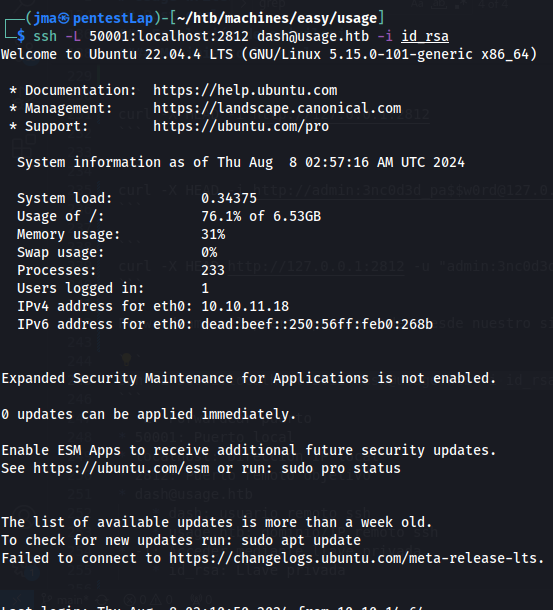 ┌──(jma㉿pentestLap)-[~/htb/machines/easy/usage]
└─$ ssh -L 50001:localhost:2812 dash@usage.htb -i id_rsa
Welcome to Ubuntu 22.04.4 LTS (GNU/Linux 5.15.0-101-generic x86_64)
* Documentation: https://help.ubuntu.com
* Management: https://landscape.canonical.com
* Support: https://ubuntu.com/pro
System information as of Thu Aug 8 02:57:16 AM UTC 2024
System load: 0.34375
Usage of /: 76.1% of 6.53GB
Memory usage: 31%
Swap usage: 0%
Processes: 233
Users logged in: 1
IPv4 address for eth0: 10.10.11.18
IPv6 address for eth0: dead:beef::250:56ff:feb0:268b
Expanded Security Maintenance for Applications is not enabled.
0 updates can be applied immediately.
Enable ESM Apps to receive additional future security updates.
See https://ubuntu.com/esm or run: sudo pro status
The list of available updates is more than a week old.
To check for new updates run: sudo apt update
Failed to connect to https://changelogs.ubuntu.com/meta-release-lts.
Last login: Thu Aug 8